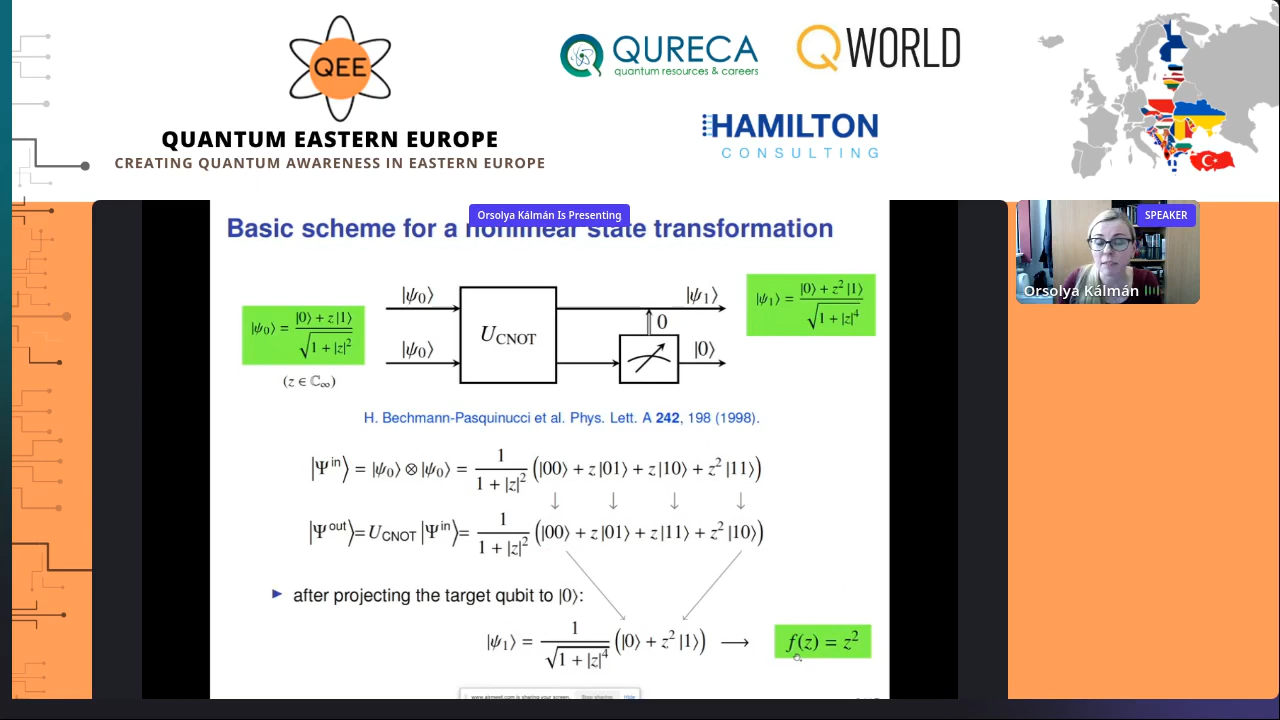 QEE
QUANTUM EASTERN EUROPE
CREATING QUANTUM AWARENESS IN EASTERN EUROPE
QURECA
quantum resources & careers
QWORLD
HAMILTON
CONSULTING
Orsolya Kálmán Is Presenting
SPEAKER
Orsolya Kálmán
Basic scheme for a nonlinear state transformation
|ψ₀⟩ = (|0⟩ + z|1⟩) / √(1 + |z|²)
(z ∈ ℂ∞)
|ψ₀⟩
|ψ₀⟩
U_CNOT
|ψ₁⟩
0
|0⟩
|ψ₁⟩ = (|0⟩ + z²|1⟩) / √(1 + |z|⁴)
H. Bechmann-Pasquinucci et al. Phys. Lett. A 242, 198 (1998).
|Ψ^in⟩ = |ψ₀⟩ ⊗ |ψ₀⟩ = 1 / (1 + |z|²) (|00⟩ + z|01⟩ + z|10⟩ + z²|11⟩)
↓ ↓ ↓ ↓
|Ψ^out⟩ = U_CNOT |Ψ^in⟩ = 1 / (1 + |z|²) (|00⟩ + z|01⟩ + z|11⟩ + z²|10⟩)
► after projecting the target qubit to |0⟩:
|ψ₁⟩ = 1 / √(1 + |z|⁴) (|0⟩ + z²|1⟩) ⟶ f(z) = z²
www.airmeet.com is sharing your screen. Stop sharing Hide